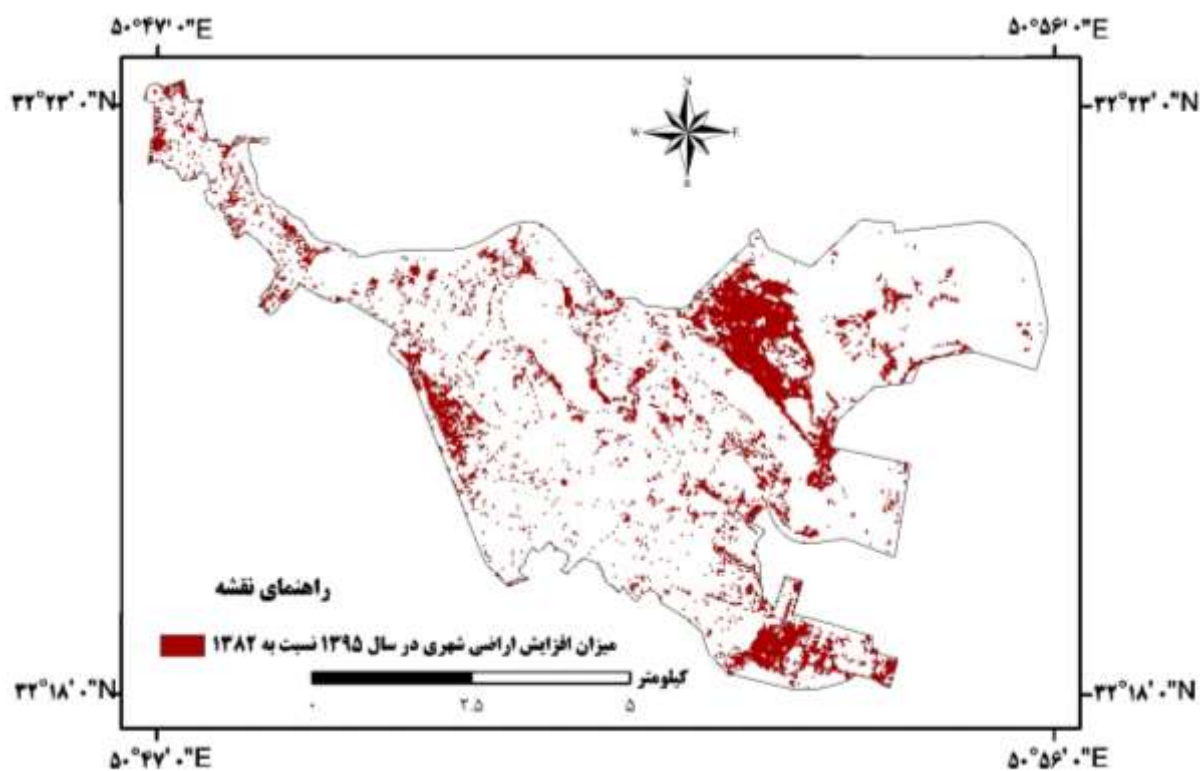 ۵۰°۴۷'۰"E ۵۰°۵۶'۰"E
۳۲°۲۳'۰"N ۳۲°۲۳'۰"N
N
W E
S
راهنمای نقشه
میزان افزایش اراضی شهری در سال ۱۳۹۵ نسبت به ۱۳۸۲
کیلومتر
۰ ۲.۵ ۵
۳۲°۱۸'۰"N ۳۲°۱۸'۰"N
۵۰°۴۷'۰"E ۵۰°۵۶'۰"E